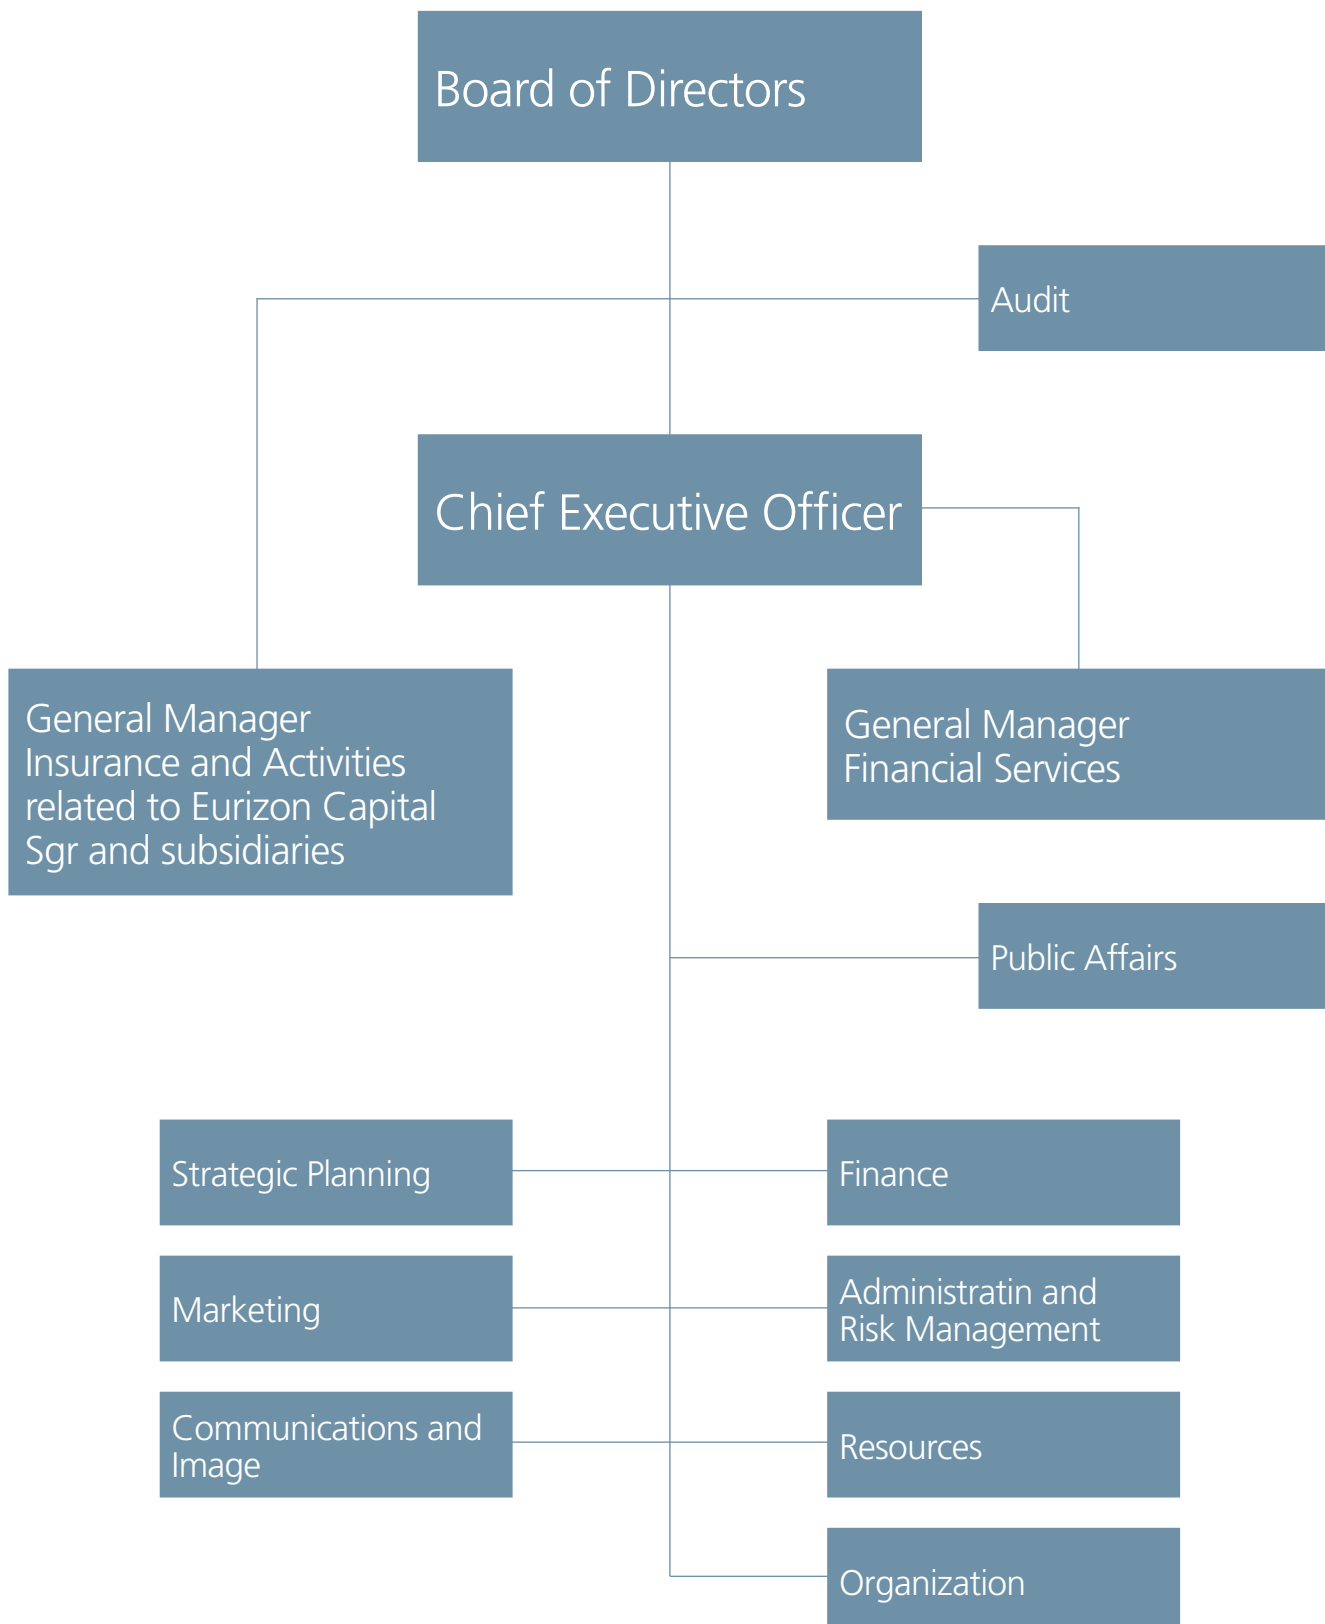 Board of Directors
Audit
Chief Executive Officer
General Manager
Insurance and Activities
related to Eurizon Capital
Sgr and subsidiaries
General Manager
Financial Services
Public Affairs
Strategic Planning
Finance
Marketing
Administratin and
Risk Management
Communications and
Image
Resources
Organization